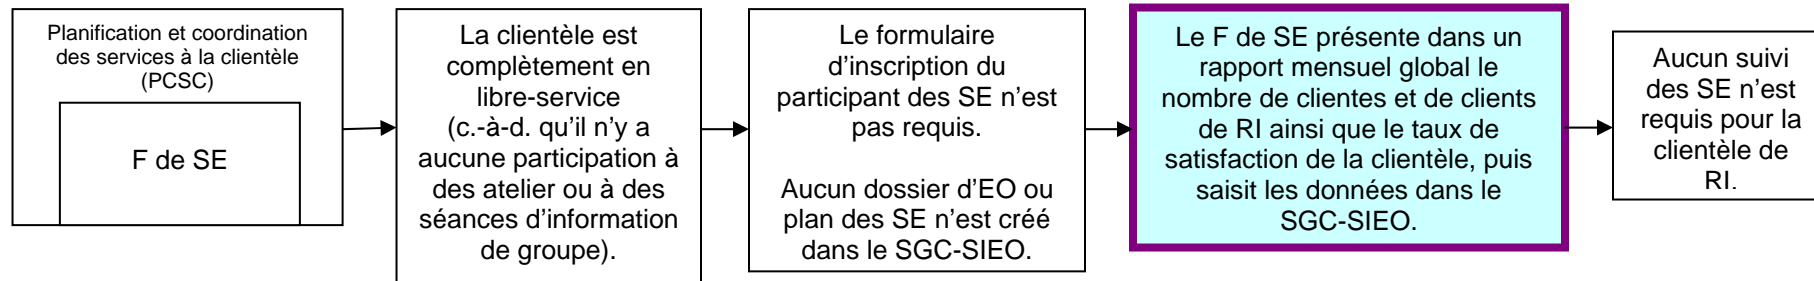 Planification et coordination
des services à la clientèle
(PCSC)
F de SE
La clientèle est
complètement en
libre-service
(c.-à-d. qu'il n'y a
aucune participation à
des atelier ou à des
séances d'information
de groupe).
Le formulaire
d'inscription du
participant des SE n'est
pas requis.
Aucun dossier d'EO ou
plan des SE n'est créé
dans le SGC-SIEO.
Le F de SE présente dans un
rapport mensuel global le
nombre de clientes et de clients
de RI ainsi que le taux de
satisfaction de la clientèle, puis
saisit les données dans le
SGC-SIEO.
Aucun suivi
des SE n'est
requis pour la
clientèle de
RI.